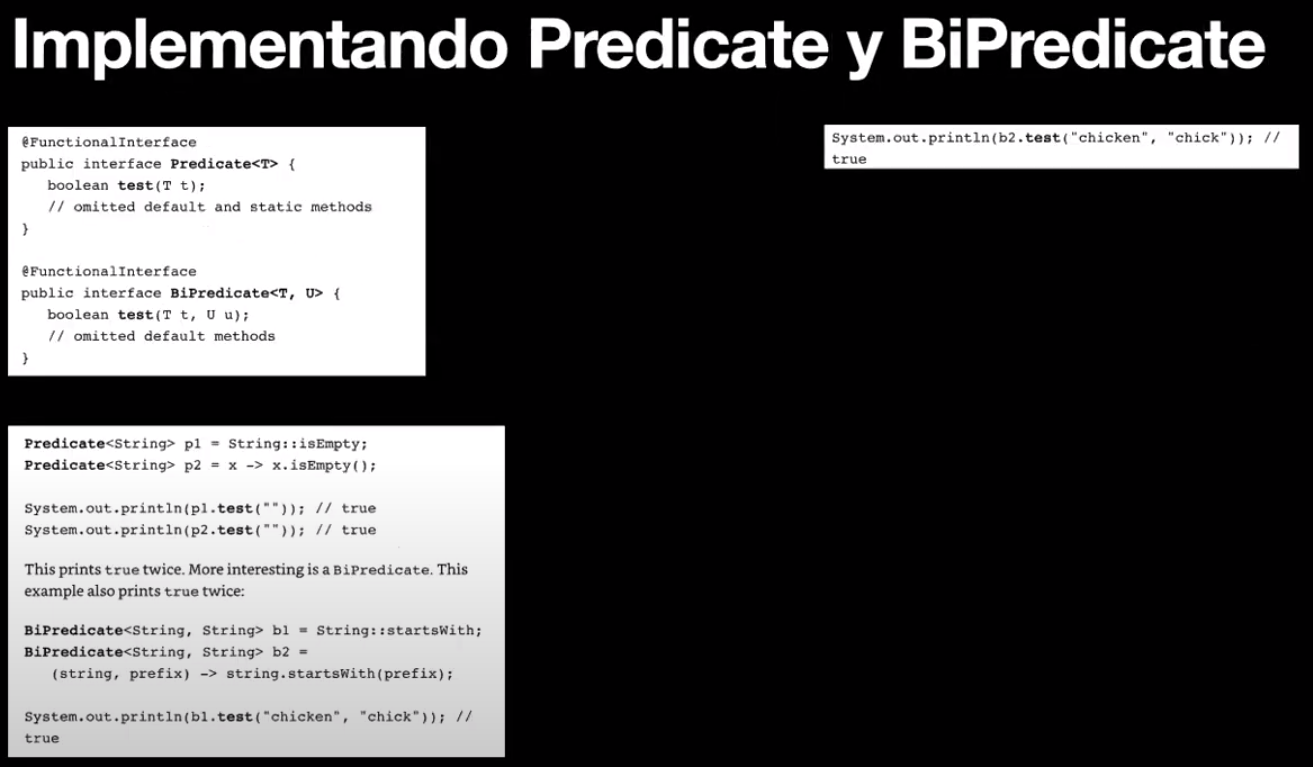 Implementando Predicate y BiPredicate
@FunctionalInterface
public interface Predicate<T> {
   boolean test(T t);
   // omitted default and static methods
}
@FunctionalInterface
public interface BiPredicate<T, U> {
   boolean test(T t, U u);
   // omitted default methods
}
Predicate<String> p1 = String::isEmpty;
Predicate<String> p2 = x -> x.isEmpty();
System.out.println(p1.test("")); // true
System.out.println(p2.test("")); // true
This prints true twice. More interesting is a BiPredicate. This
example also prints true twice:
BiPredicate<String, String> b1 = String::startsWith;
BiPredicate<String, String> b2 =
   (string, prefix) -> string.startsWith(prefix);
System.out.println(b1.test("chicken", "chick")); //
true
System.out.println(b2.test("chicken", "chick")); //
true